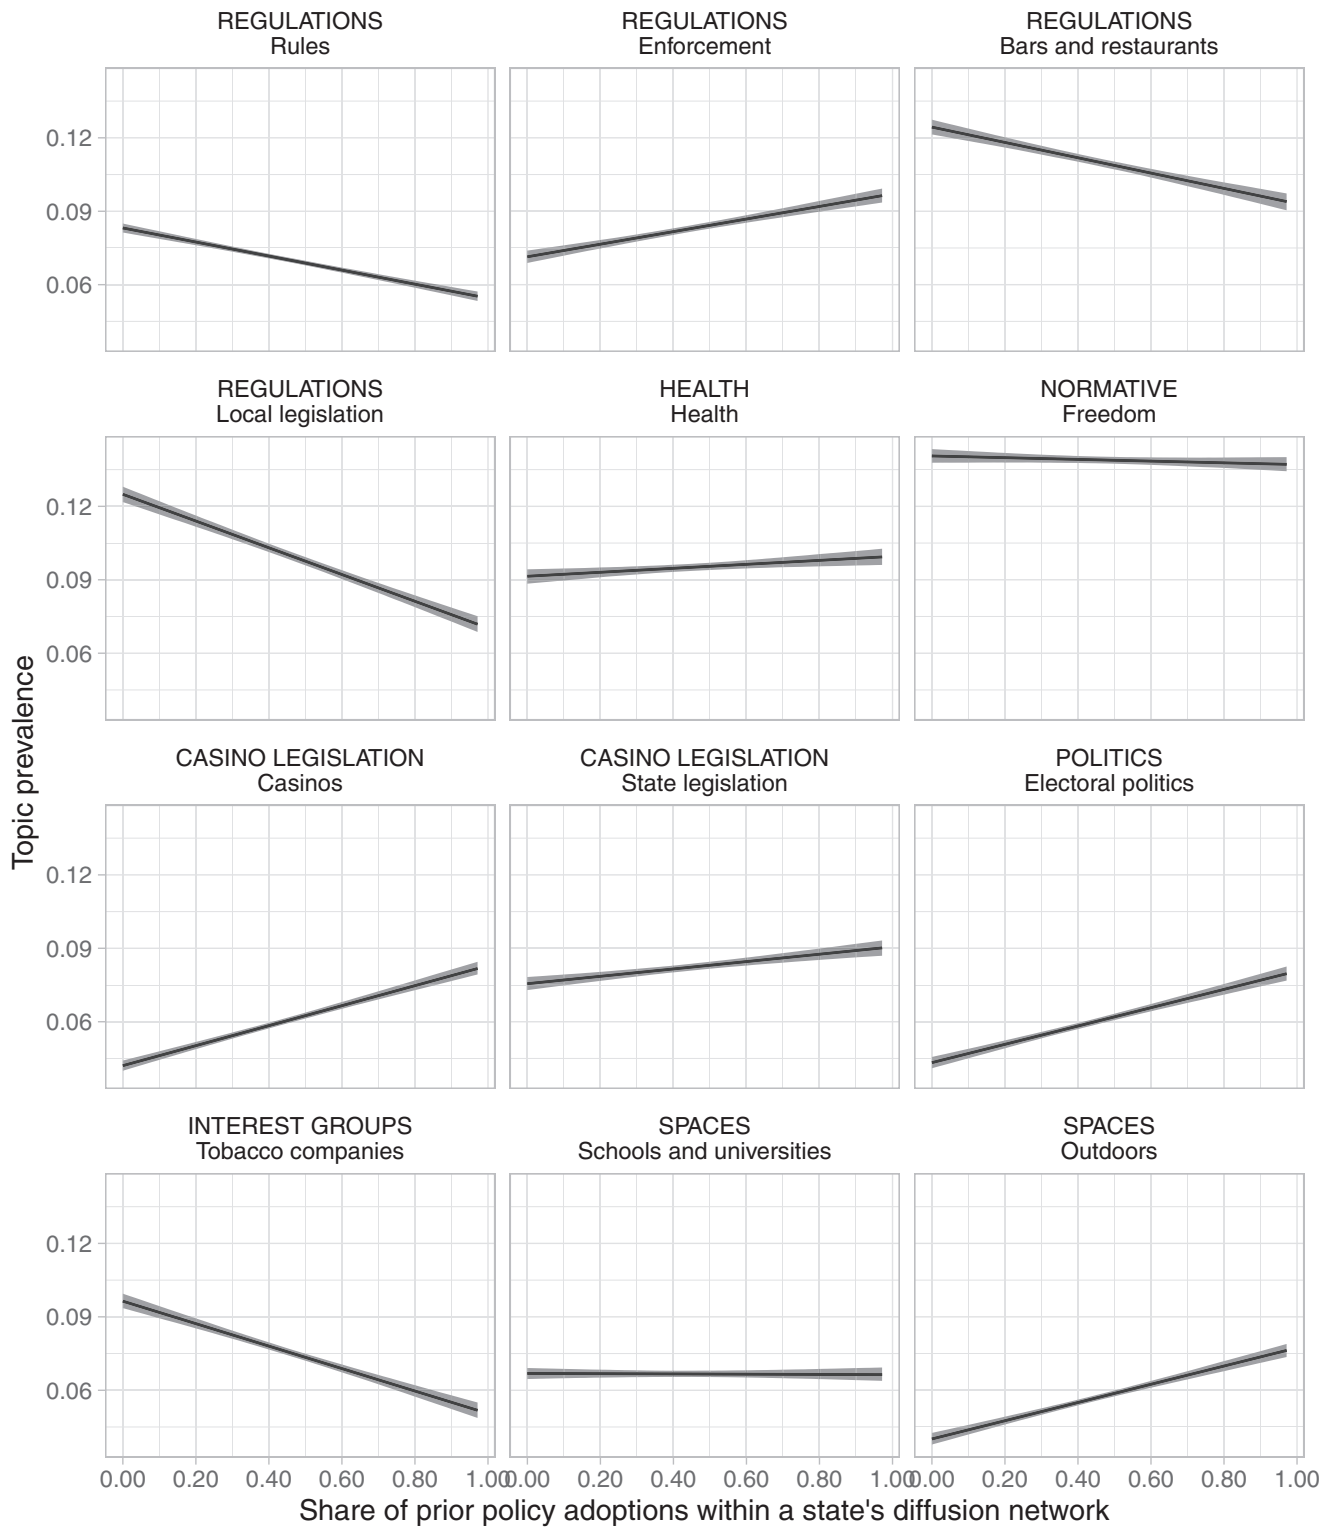 REGULATIONS
Rules
REGULATIONS
Enforcement
REGULATIONS
Bars and restaurants
0.12
0.09
0.06
REGULATIONS
Local legislation
HEALTH
Health
NORMATIVE
Freedom
0.12
0.09
0.06
Topic prevalence
CASINO LEGISLATION
Casinos
CASINO LEGISLATION
State legislation
POLITICS
Electoral politics
0.12
0.09
0.06
INTEREST GROUPS
Tobacco companies
SPACES
Schools and universities
SPACES
Outdoors
0.12
0.09
0.06
0.00 0.20 0.40 0.60 0.80 1.00
0.00 0.20 0.40 0.60 0.80 1.00
0.00 0.20 0.40 0.60 0.80 1.00
Share of prior policy adoptions within a state's diffusion network